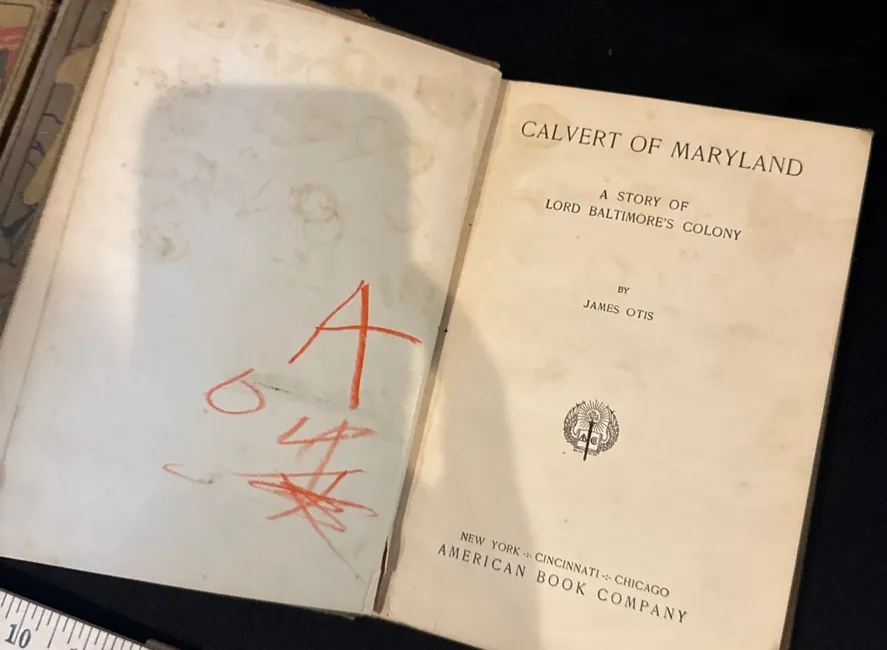 A
CALVERT OF MARYLAND
A STORY OF
LORD BALTIMORE'S COLONY
BY
JAMES OTIS
NEW YORK ⁘ CINCINNATI ⁘ CHICAGO
AMERICAN BOOK COMPANY
10